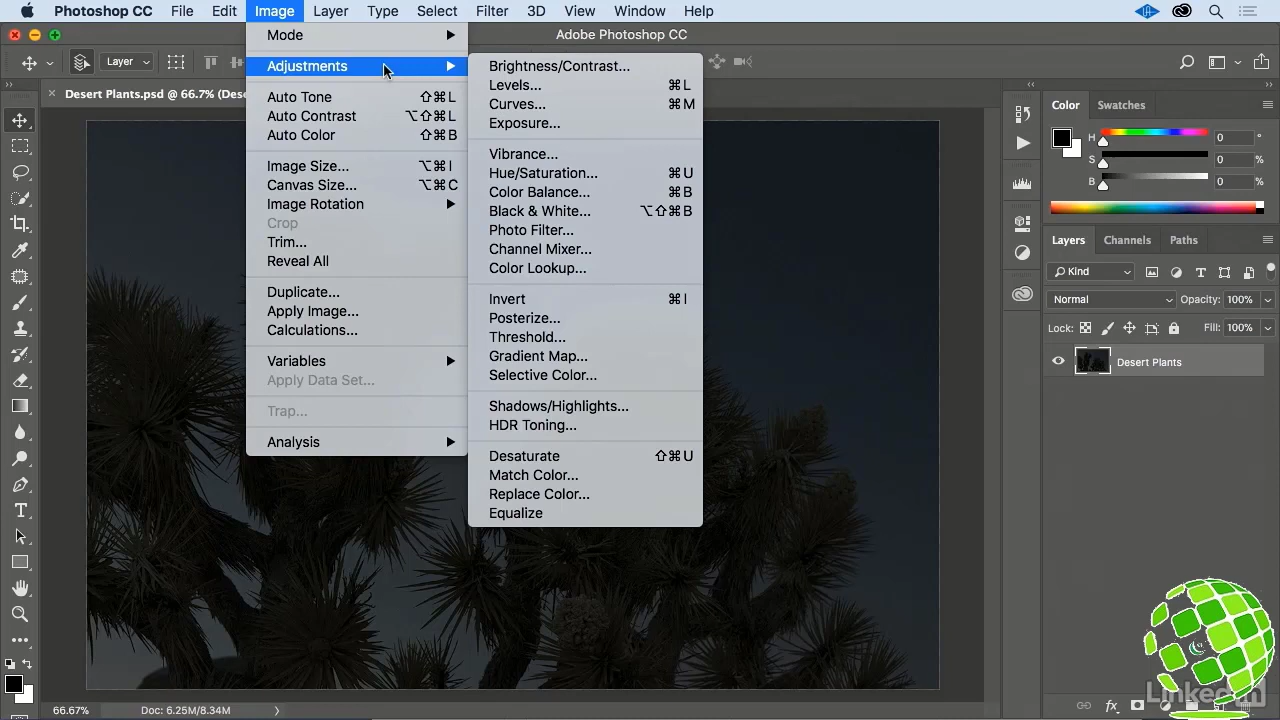 Photoshop CC File Edit Image Layer Type Select Filter 3D View Window Help
Adobe Photoshop CC
Layer
Desert Plants.psd @ 66.7% (Des
Mode
Adjustments
Auto Tone ⇧⌘L
Auto Contrast ⌥⇧⌘L
Auto Color ⇧⌘B
Image Size... ⌥⌘I
Canvas Size... ⌥⌘C
Image Rotation
Crop
Trim...
Reveal All
Duplicate...
Apply Image...
Calculations...
Variables
Apply Data Set...
Trap...
Analysis
Brightness/Contrast...
Levels... ⌘L
Curves... ⌘M
Exposure...
Vibrance...
Hue/Saturation... ⌘U
Color Balance... ⌘B
Black & White... ⌥⇧⌘B
Photo Filter...
Channel Mixer...
Color Lookup...
Invert ⌘I
Posterize...
Threshold...
Gradient Map...
Selective Color...
Shadows/Highlights...
HDR Toning...
Desaturate ⇧⌘U
Match Color...
Replace Color...
Equalize
Color Swatches
H 0 °
S 0 %
B 0 %
Layers Channels Paths
Kind
Normal Opacity: 100%
Lock: Fill: 100%
Desert Plants
66.67% Doc: 6.25M/8.34M
Linked in